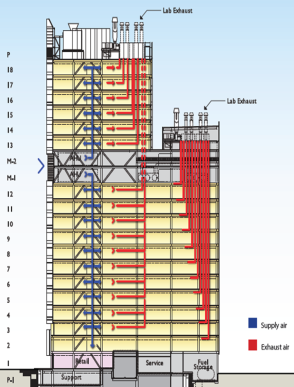 Lab Exhaust
P
18
17
16
15
14
13
M-2
M-1
12
11
10
9
8
7
6
5
4
3
2
1
Lab Exhaust
Supply air
Exhaust air
Retail
Service
Fuel
Storage
Support